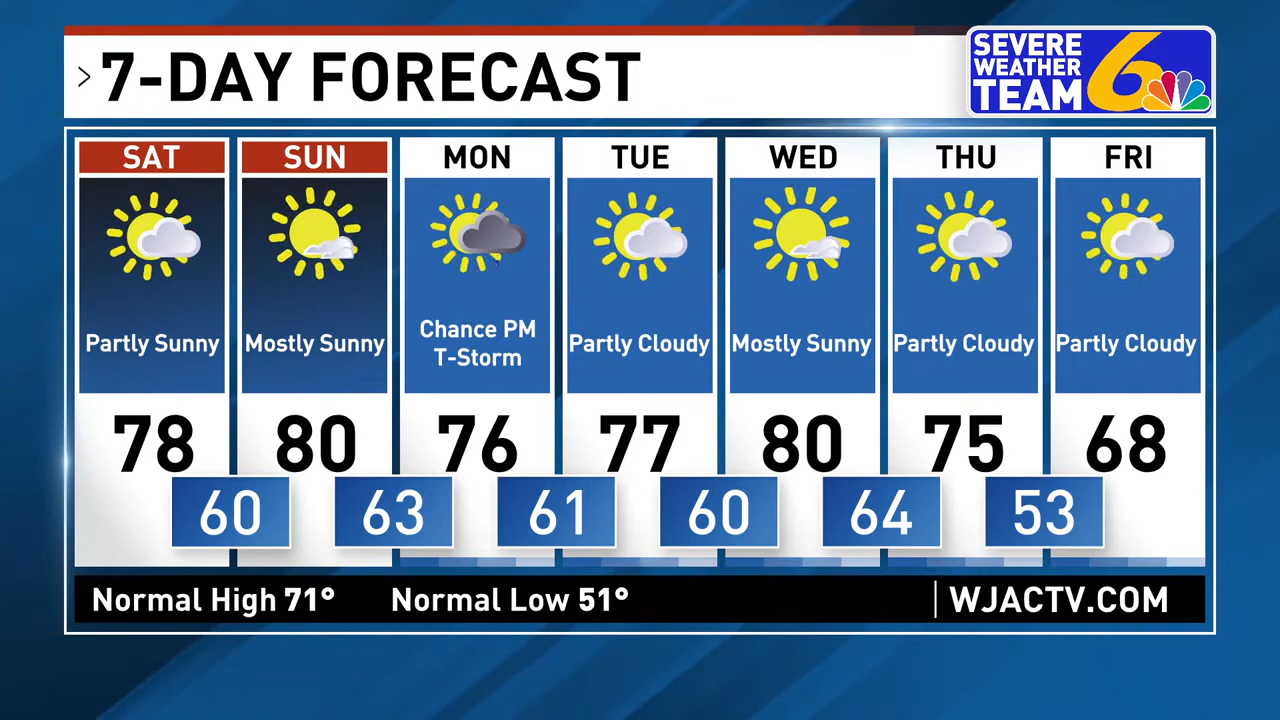 > 7-DAY FORECAST
SEVERE
WEATHER
TEAM 6
SAT SUN MON TUE WED THU FRI
Partly Sunny Mostly Sunny Chance PM T-Storm Partly Cloudy Mostly Sunny Partly Cloudy Partly Cloudy
78 80 76 77 80 75 68
60 63 61 60 64 53
Normal High 71° Normal Low 51° WJACTV.COM